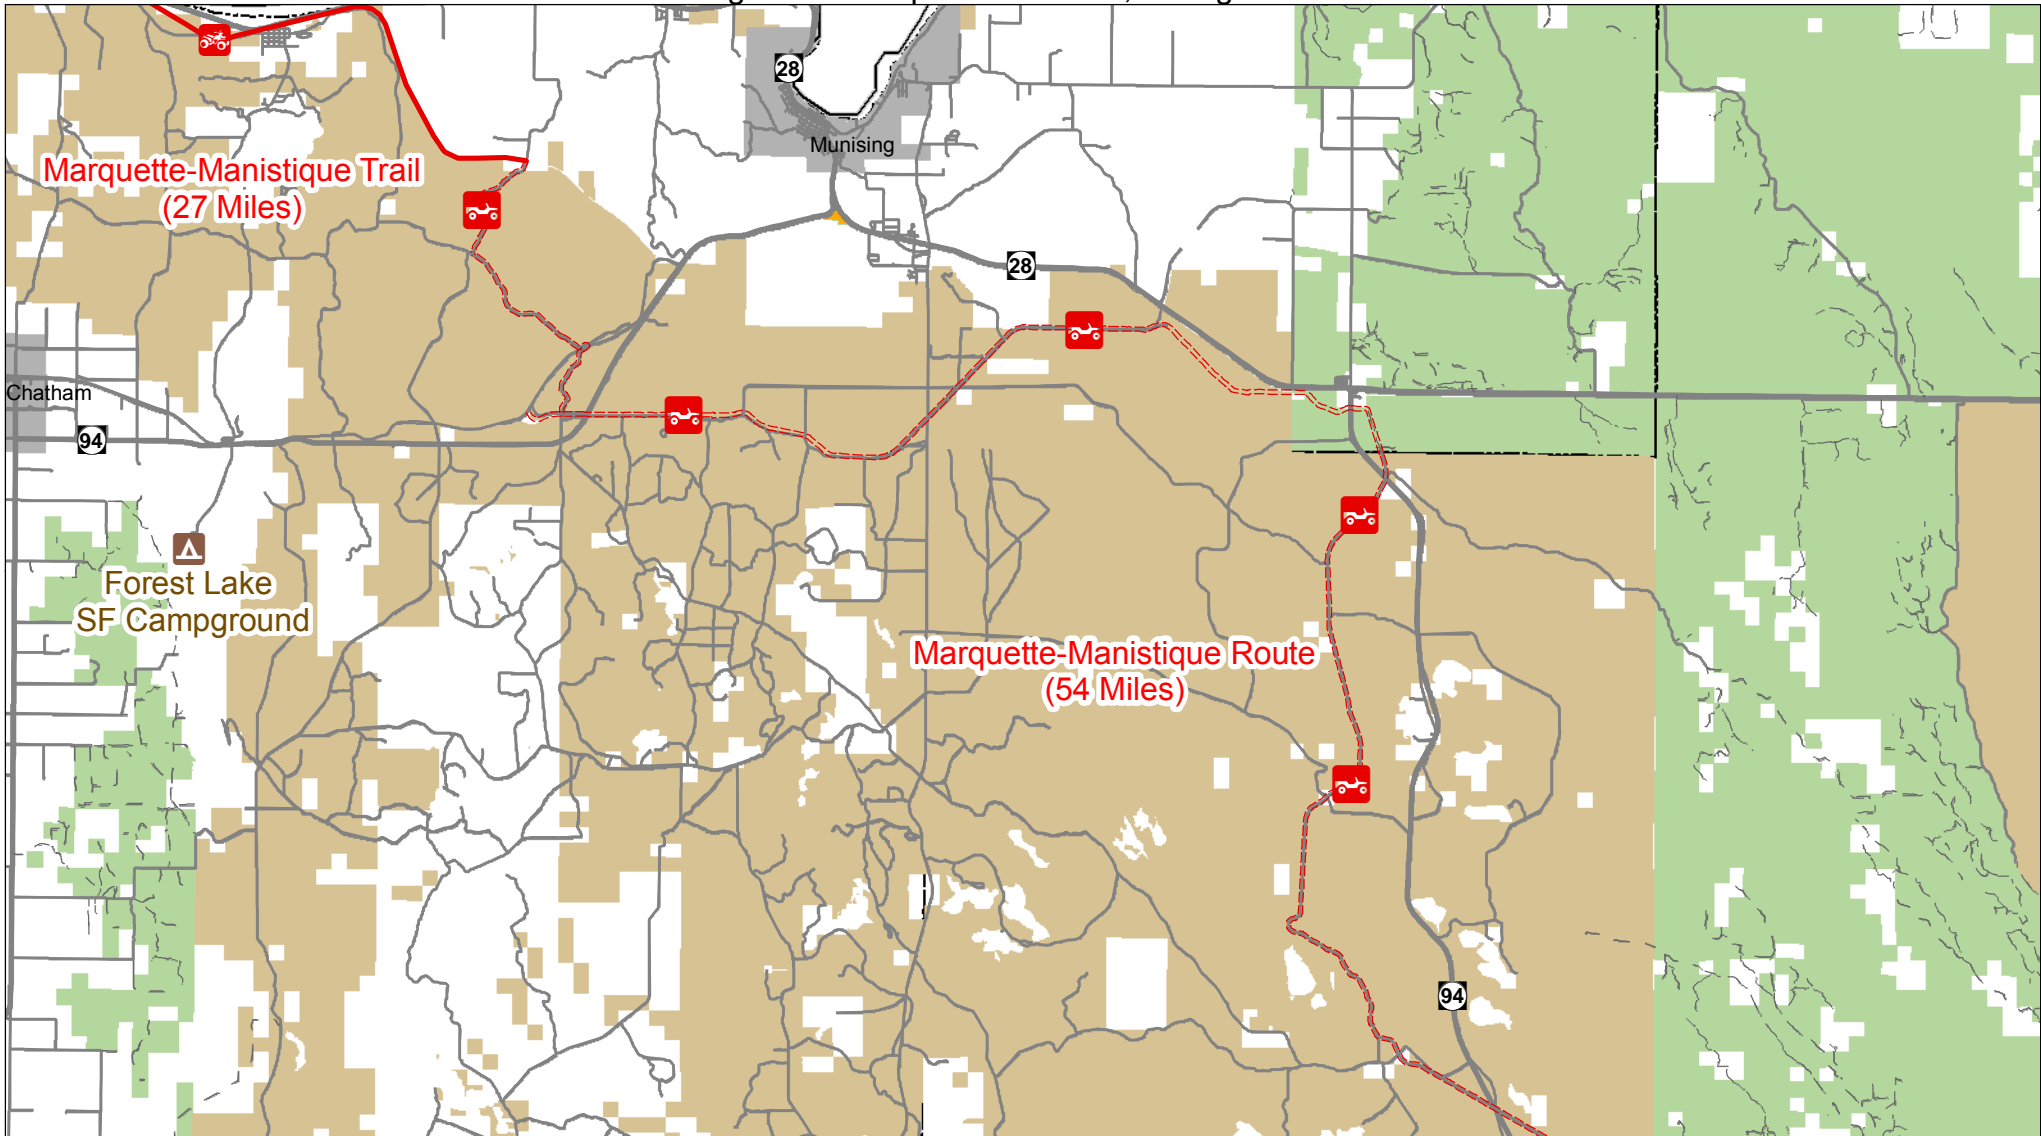 28
Munising
Marquette-Manistique Trail
(27 Miles)
28
Chatham
94
Forest Lake
SF Campground
Marquette-Manistique Route
(54 Miles)
94